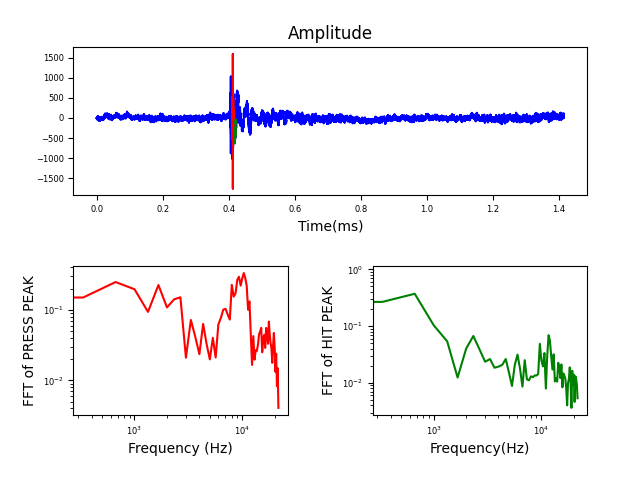 Amplitude
1500
1000
500
0
−500
−1000
−1500
0.0 0.2 0.4 0.6 0.8 1.0 1.2 1.4
Time(ms)
FFT of PRESS PEAK
10⁻¹
10⁻²
10³ 10⁴
Frequency (Hz)
FFT of HIT PEAK
10⁰
10⁻¹
10⁻²
10³ 10⁴
Frequency(Hz)